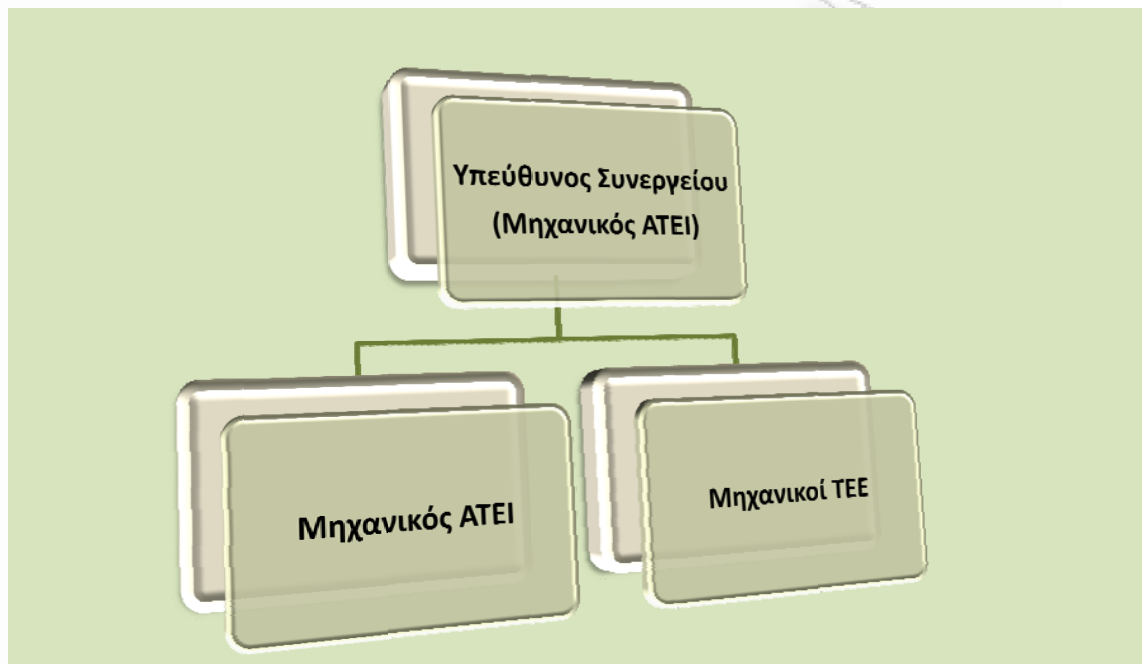 Υπεύθυνος Συνεργείου
(Μηχανικός ΑΤΕΙ)
Μηχανικός ΑΤΕΙ
Μηχανικοί ΤΕΕ